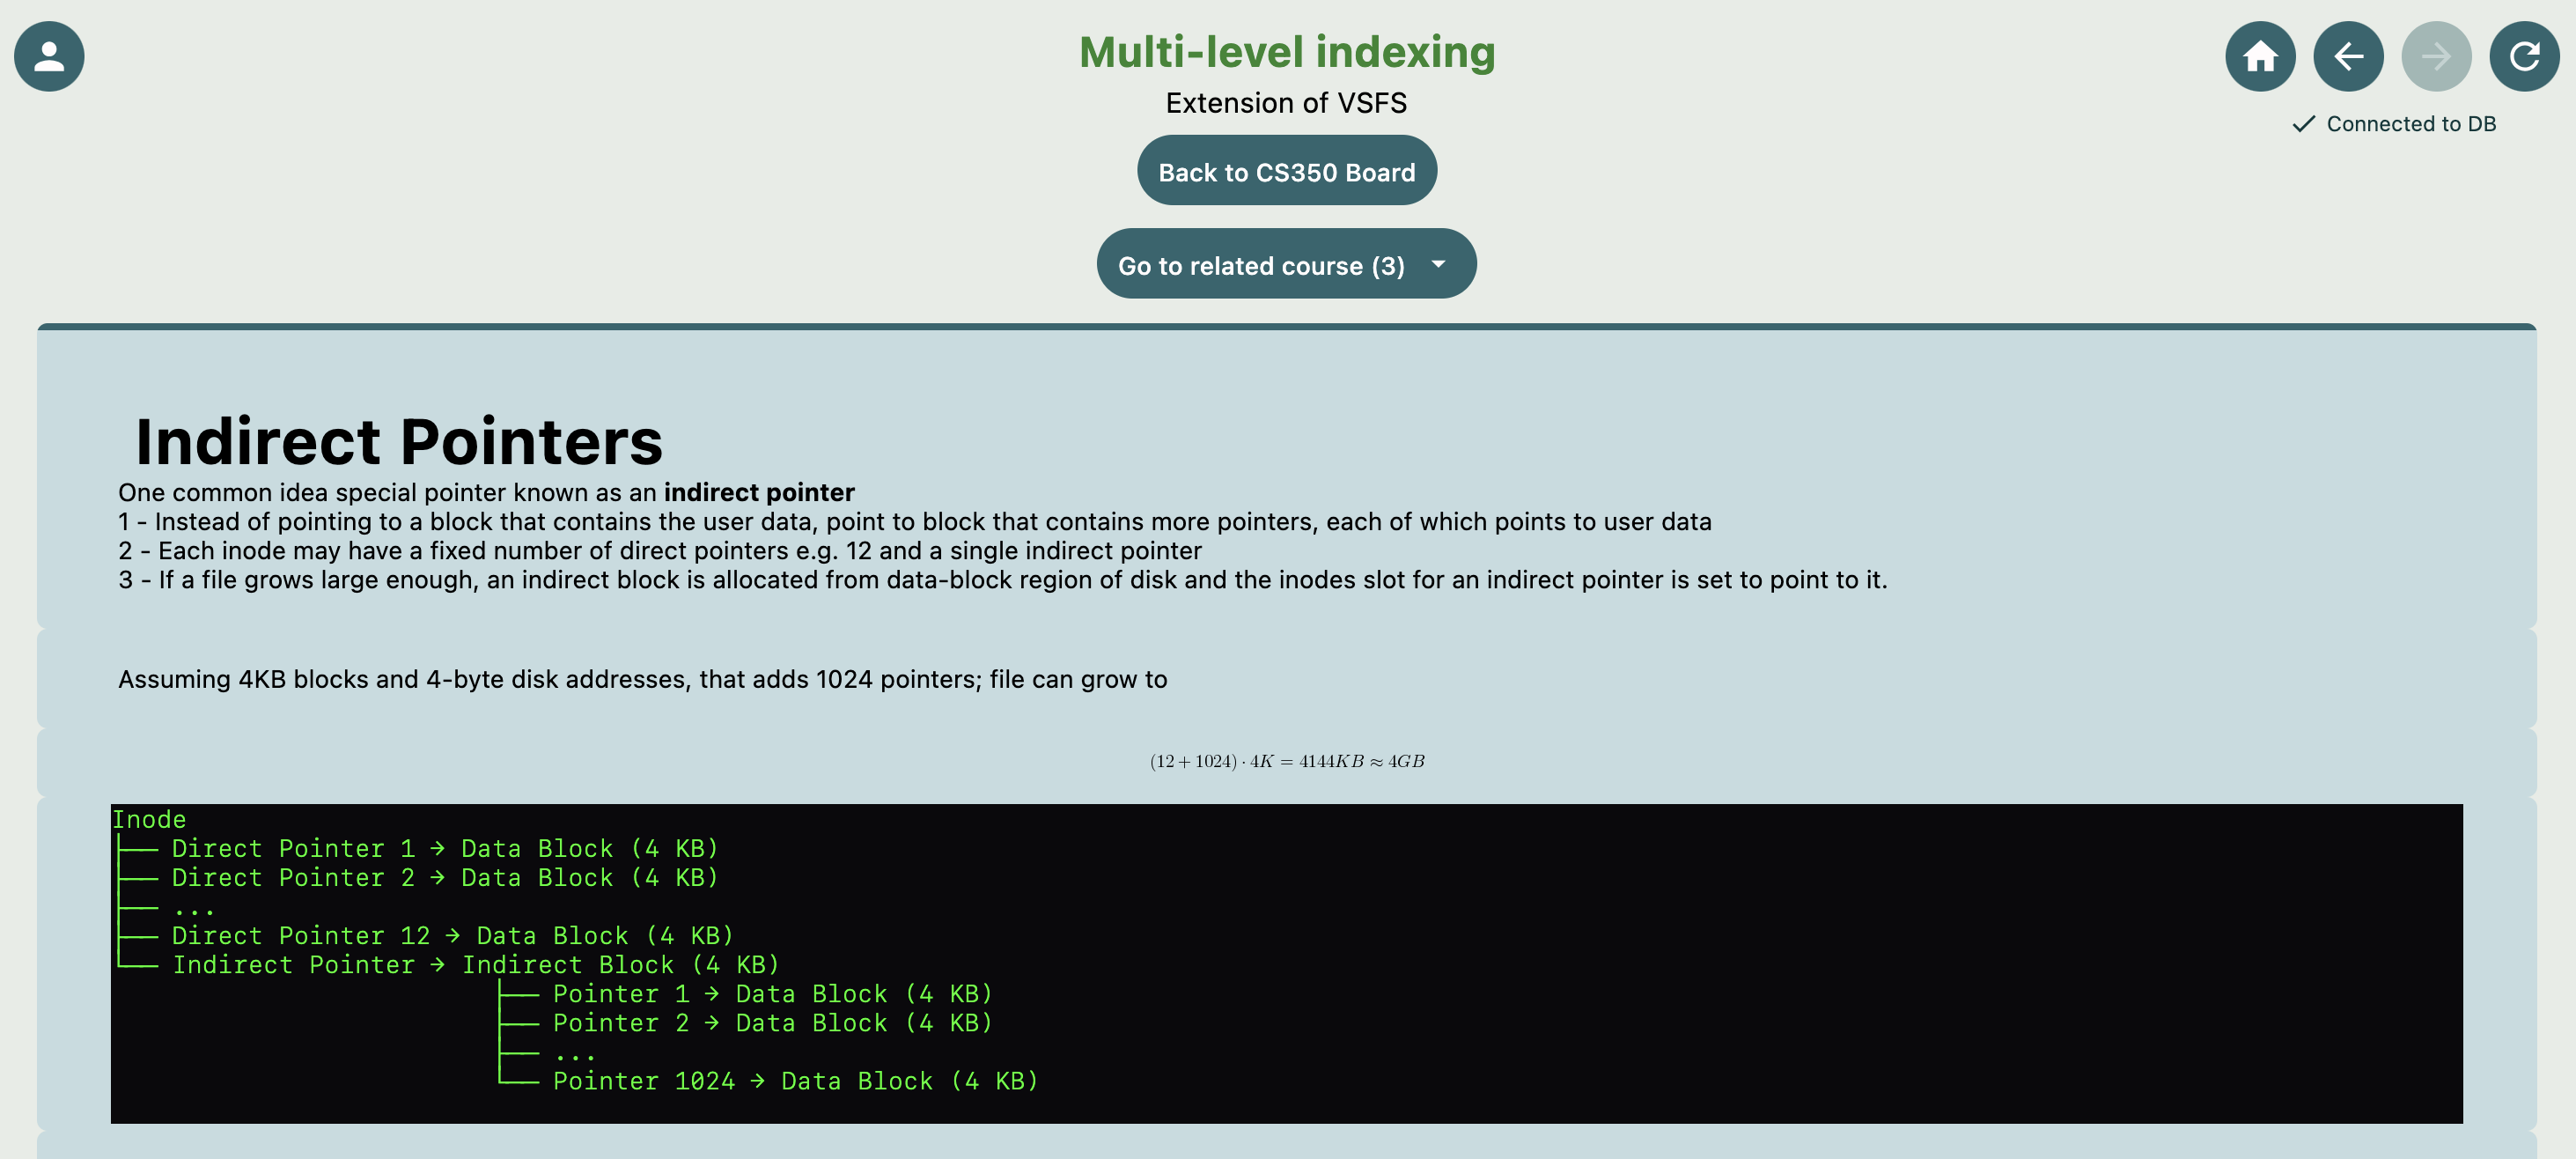 Multi-level indexing
Extension of VSFS
Connected to DB
Back to CS350 Board
Go to related course (3)
Indirect Pointers
One common idea special pointer known as an indirect pointer
1 - Instead of pointing to a block that contains the user data, point to block that contains more pointers, each of which points to user data
2 - Each inode may have a fixed number of direct pointers e.g. 12 and a single indirect pointer
3 - If a file grows large enough, an indirect block is allocated from data-block region of disk and the inodes slot for an indirect pointer is set to point to it.
Assuming 4KB blocks and 4-byte disk addresses, that adds 1024 pointers; file can grow to
(12 + 1024) · 4K = 4144KB ≈ 4GB
Inode
├── Direct Pointer 1 → Data Block (4 KB)
├── Direct Pointer 2 → Data Block (4 KB)
├── ...
├── Direct Pointer 12 → Data Block (4 KB)
└── Indirect Pointer → Indirect Block (4 KB)
├── Pointer 1 → Data Block (4 KB)
├── Pointer 2 → Data Block (4 KB)
├── ...
└── Pointer 1024 → Data Block (4 KB)